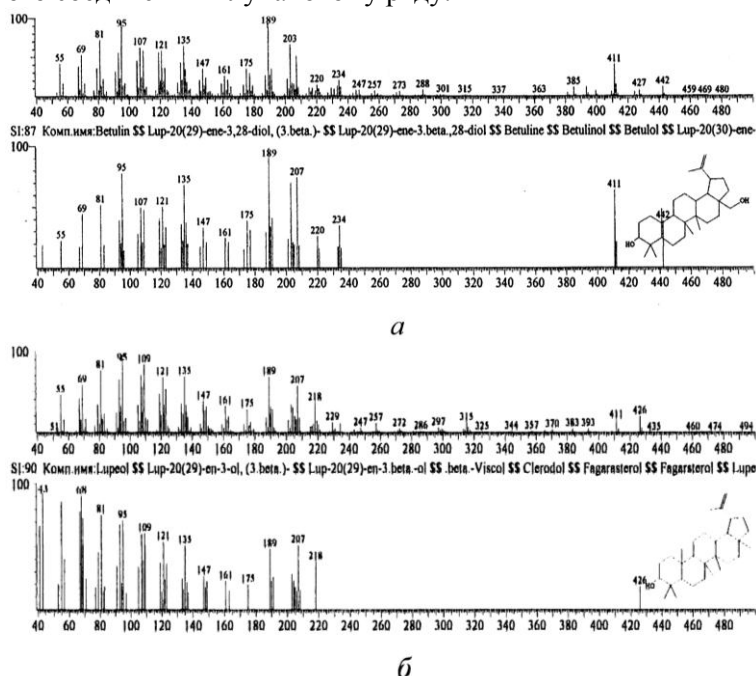 100
55 69 81 95 107 121 135 147 161 175 189 203 220 234 247 257 273 288 301 315 337 363 385 411 427 442 459 469 480
40 60 80 100 120 140 160 180 200 220 240 260 280 300 320 340 360 380 400 420 440 460 480
SI:87 Комп.имя:Betulin $$ Lup-20(29)-ene-3,28-diol, (3.beta.)- $$ Lup-20(29)-ene-3.beta.,28-diol $$ Betuline $$ Betulinol $$ Betulol $$ Lup-20(30)-ene-
100
55 69 81 95 107 121 135 147 161 175 189 207 220 234 411 442
OH
HO
40 60 80 100 120 140 160 180 200 220 240 260 280 300 320 340 360 380 400 420 440 460 480
а
100
51 55 69 81 95 109 121 135 147 161 175 189 207 218 229 247 257 272 286 297 315 325 344 357 370 383 393 411 426 435 460 474 494
40 60 80 100 120 140 160 180 200 220 240 260 280 300 320 340 360 380 400 420 440 460 480
SI:90 Комп.имя:Lupeol $$ Lup-20(29)-en-3-ol, (3.beta.)- $$ Lup-20(29)-en-3.beta.-ol $$ .beta.-Viscol $$ Clerodol $$ Fagarasterol $$ Fagarsterol $$ Lupe
100
43 68 81 95 109 121 135 147 161 175 189 207 218 426
HO
40 60 80 100 120 140 160 180 200 220 240 260 280 300 320 340 360 380 400 420 440 460 480
б